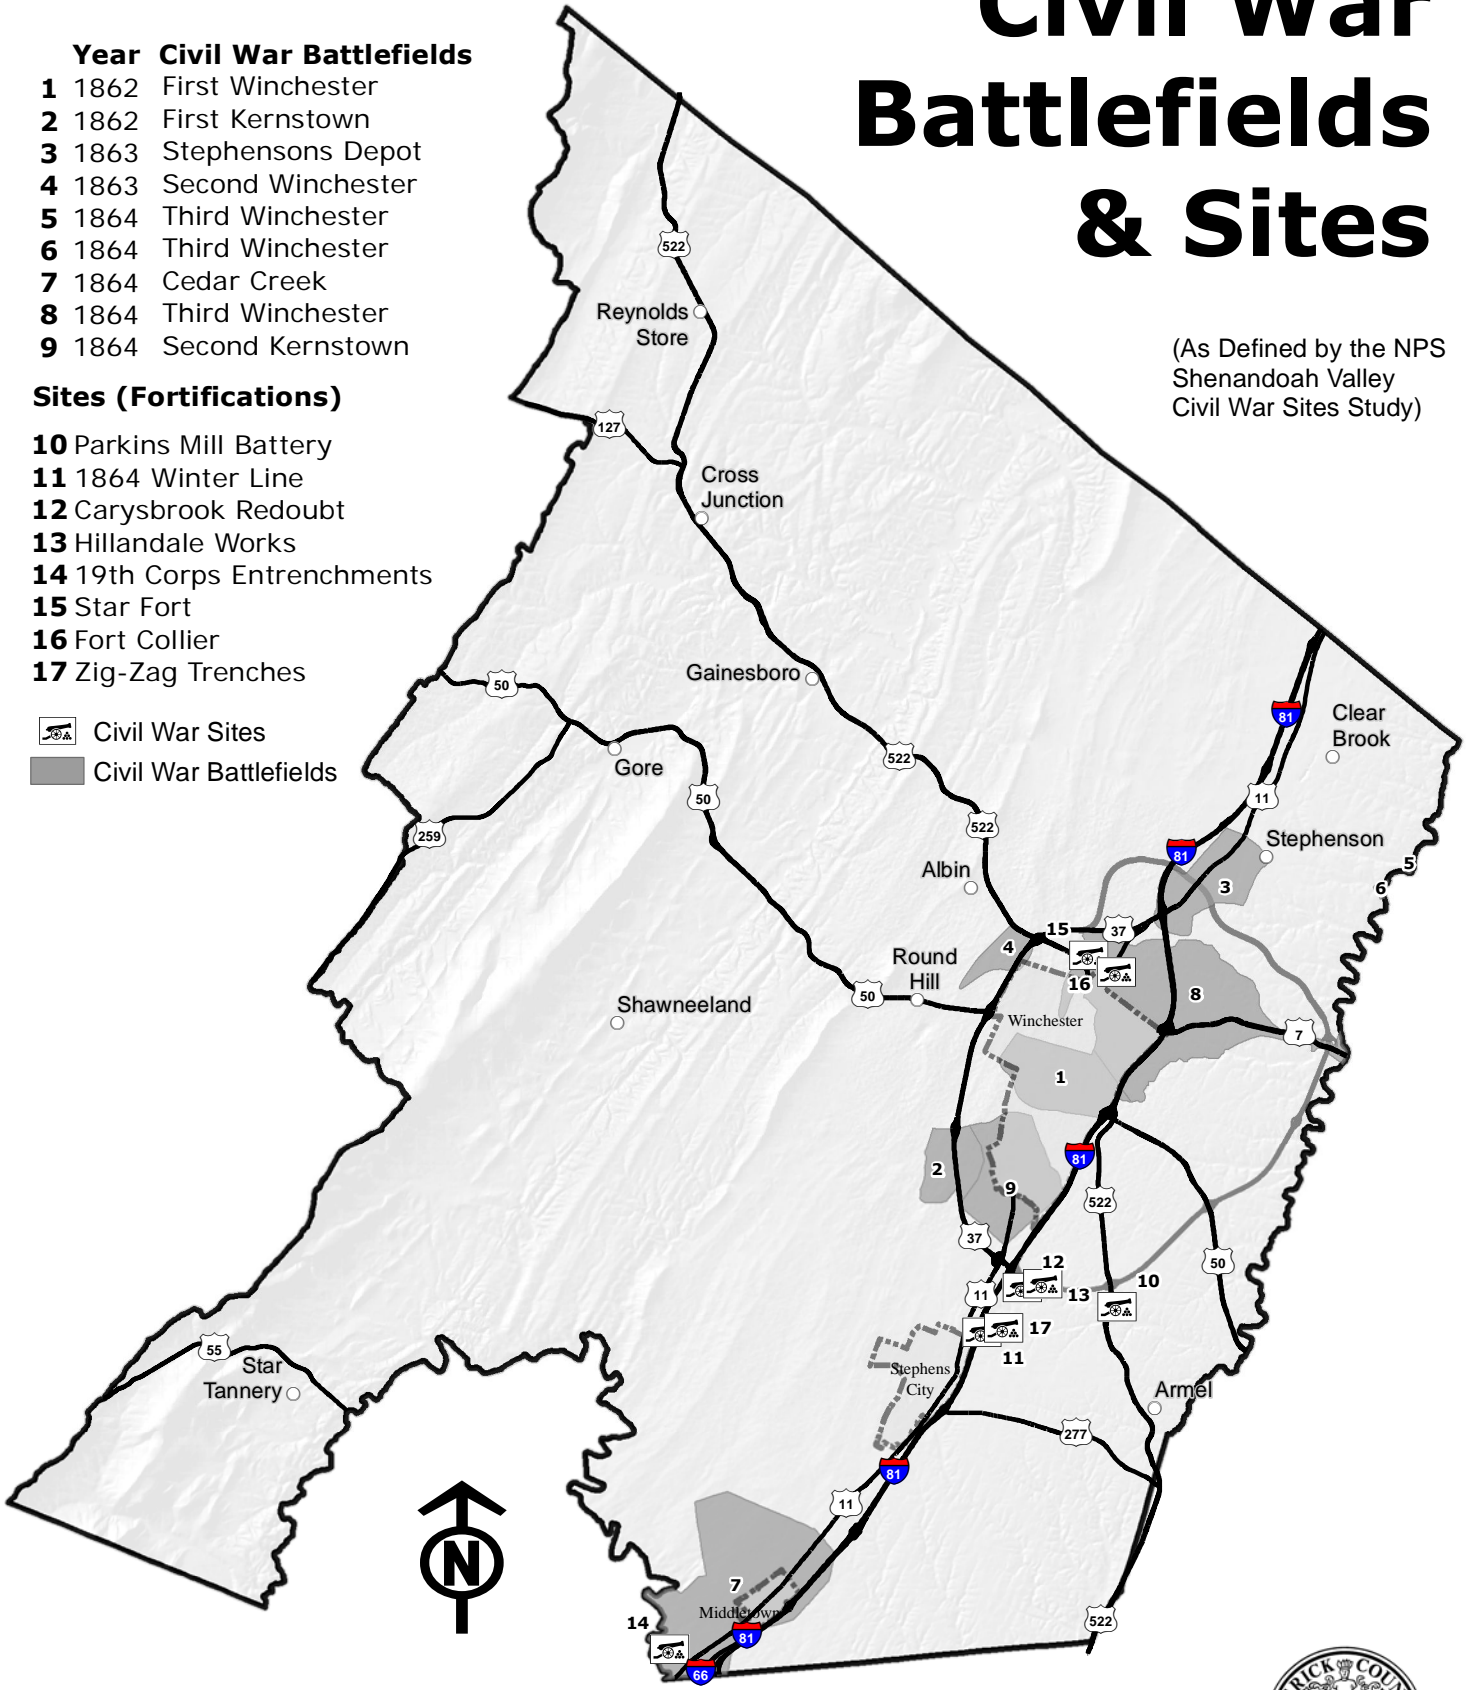 Civil War
Battlefields
& Sites
(As Defined by the NPS
Shenandoah Valley
Civil War Sites Study)
Year Civil War Battlefields
1 1862 First Winchester
2 1862 First Kernstown
3 1863 Stephensons Depot
4 1863 Second Winchester
5 1864 Third Winchester
6 1864 Third Winchester
7 1864 Cedar Creek
8 1864 Third Winchester
9 1864 Second Kernstown
Sites (Fortifications)
10 Parkins Mill Battery
11 1864 Winter Line
12 Carysbrook Redoubt
13 Hillandale Works
14 19th Corps Entrenchments
15 Star Fort
16 Fort Collier
17 Zig-Zag Trenches
Civil War Sites
Civil War Battlefields
522
Reynolds
Store
127
Cross
Junction
Gainesboro
50
Gore
522
50
259
522
Albin
81
Clear
Brook
11
Stephenson
81
3
5
6
15
37
4
16
Round
Hill
50
8
7
Shawneeland
Winchester
1
81
2
9
522
37
50
12
10
13
11
17
11
Stephens
City
55
Star
Tannery
Armel
277
81
11
7
Middletown
14
81
66
522
N
RICK COUN